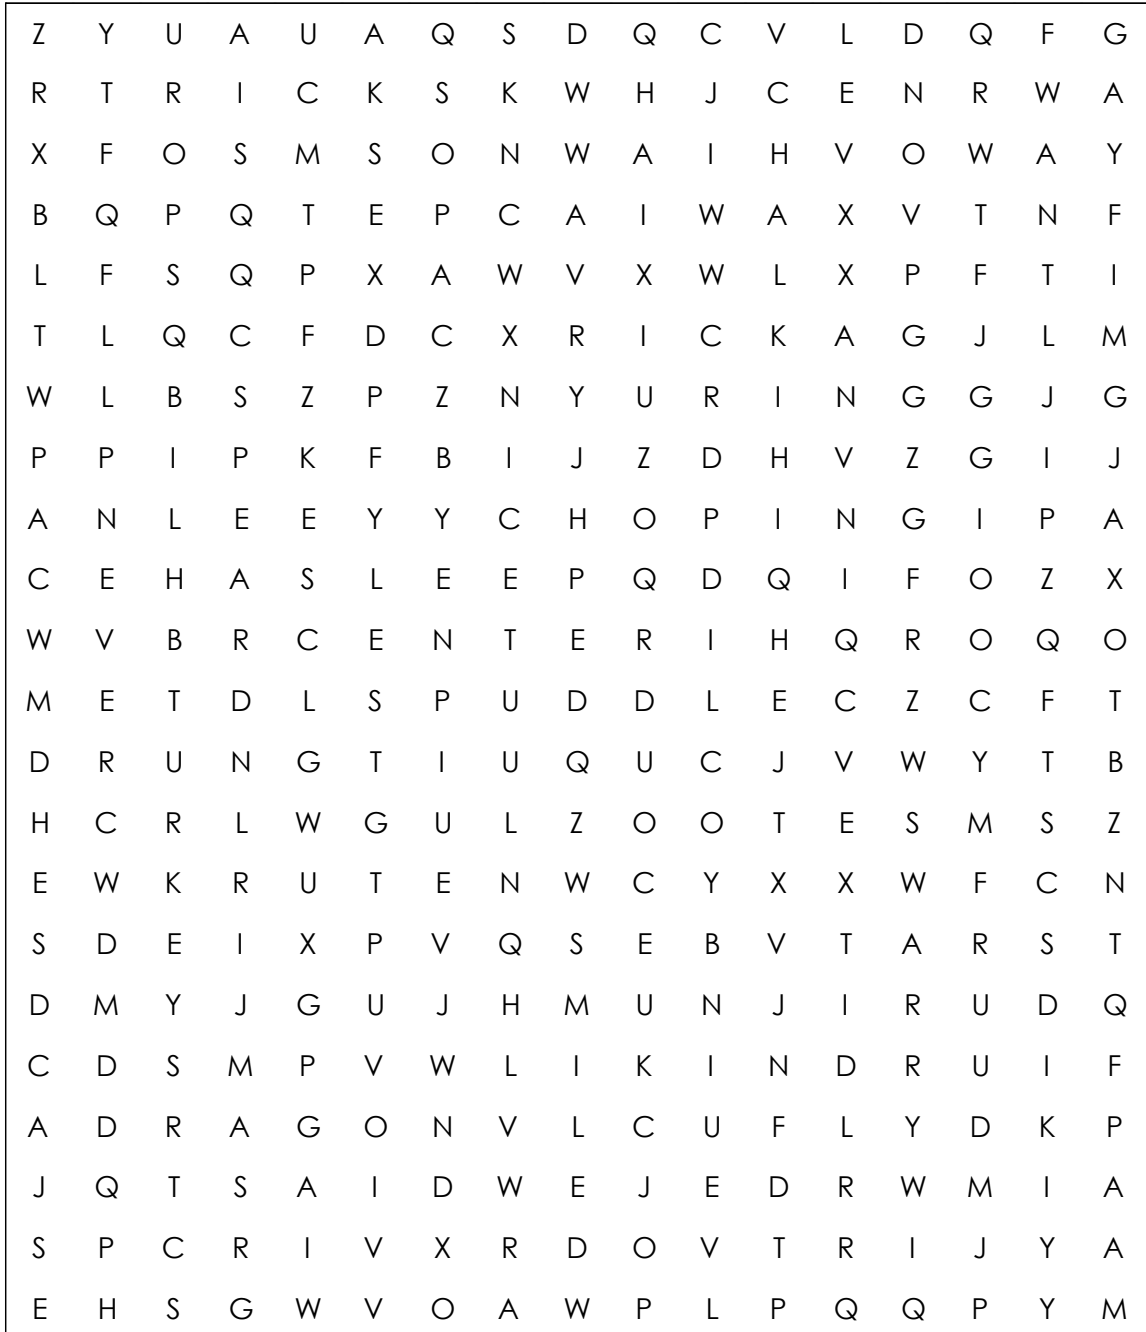 Z Y U A U A Q S D Q C V L D Q F G
R T R I C K S K W H J C E N R W A
X F O S M S O N W A I H V O W A Y
B Q P Q T E P C A I W A X V T N F
L F S Q P X A W V X W L X P F T I
T L Q C F D C X R I C K A G J L M
W L B S Z P Z N Y U R I N G G J G
P P I P K F B I J Z D H V Z G I J
A N L E E Y Y C H O P I N G I P A
C E H A S L E E P Q D Q I F O Z X
W V B R C E N T E R I H Q R O Q O
M E T D L S P U D D L E C Z C F T
D R U N G T I U Q U C J V W Y T B
H C R L W G U L Z O O T E S M S Z
E W K R U T E N W C Y X X W F C N
S D E I X P V Q S E B V T A R S T
D M Y J G U J H M U N J I R U D Q
C D S M P V W L I K I N D R U I F
A D R A G O N V L C U F L Y D K P
J Q T S A I D W E J E D R W M I A
S P C R I V X R D O V T R I J Y A
E H S G W V O A W P L P Q Q P Y M